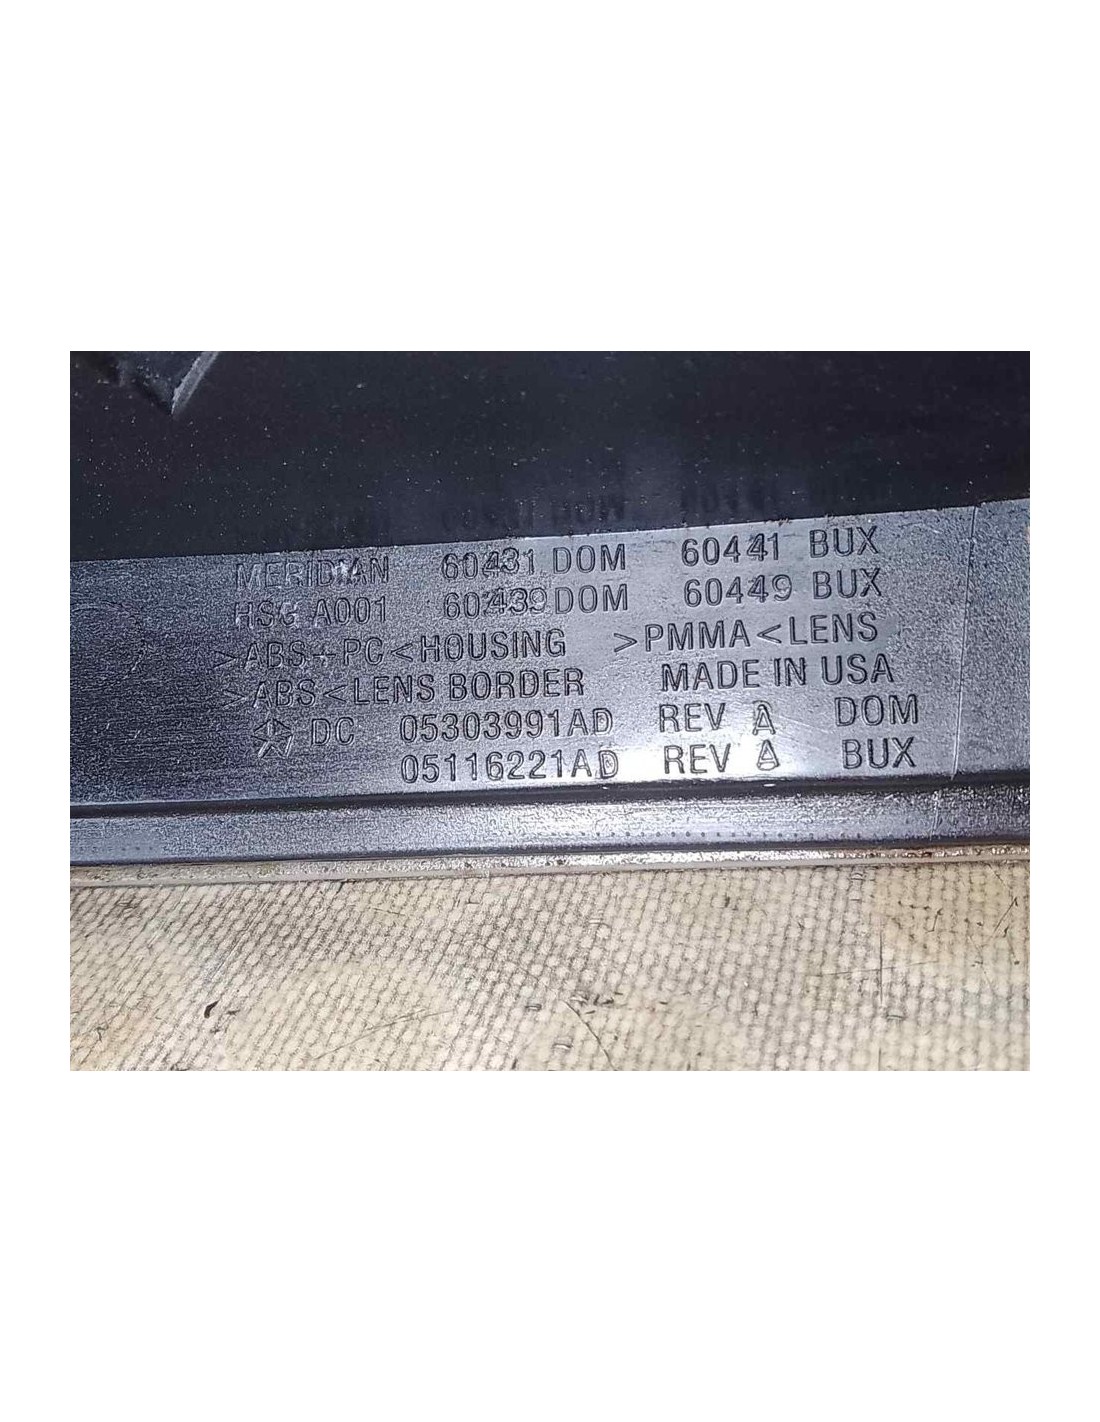 MERIDIAN 60431 DOM 60441 BUX
HSG A001 60439 DOM 60449 BUX
>ABS+PC<HOUSING >PMMA<LENS
>ABS<LENS BORDER MADE IN USA
DC 05303991AD REV A DOM
05116221AD REV A BUX